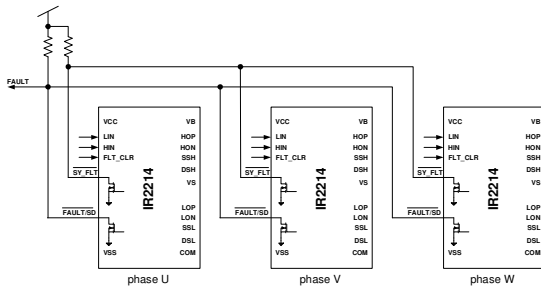 FAULT
VCC
VB
LIN
HOP
HIN
HON
FLT_CLR
SSH
SY_FLT
DSH
VS
IR2214
LOP
FAULT/SD
LON
SSL
DSL
VSS
COM
phase U
VCC
VB
LIN
HOP
HIN
HON
FLT_CLR
SSH
SY_FLT
DSH
VS
IR2214
LOP
FAULT/SD
LON
SSL
DSL
VSS
COM
phase V
VCC
VB
LIN
HOP
HIN
HON
FLT_CLR
SSH
SY_FLT
DSH
VS
IR2214
LOP
FAULT/SD
LON
SSL
DSL
VSS
COM
phase W